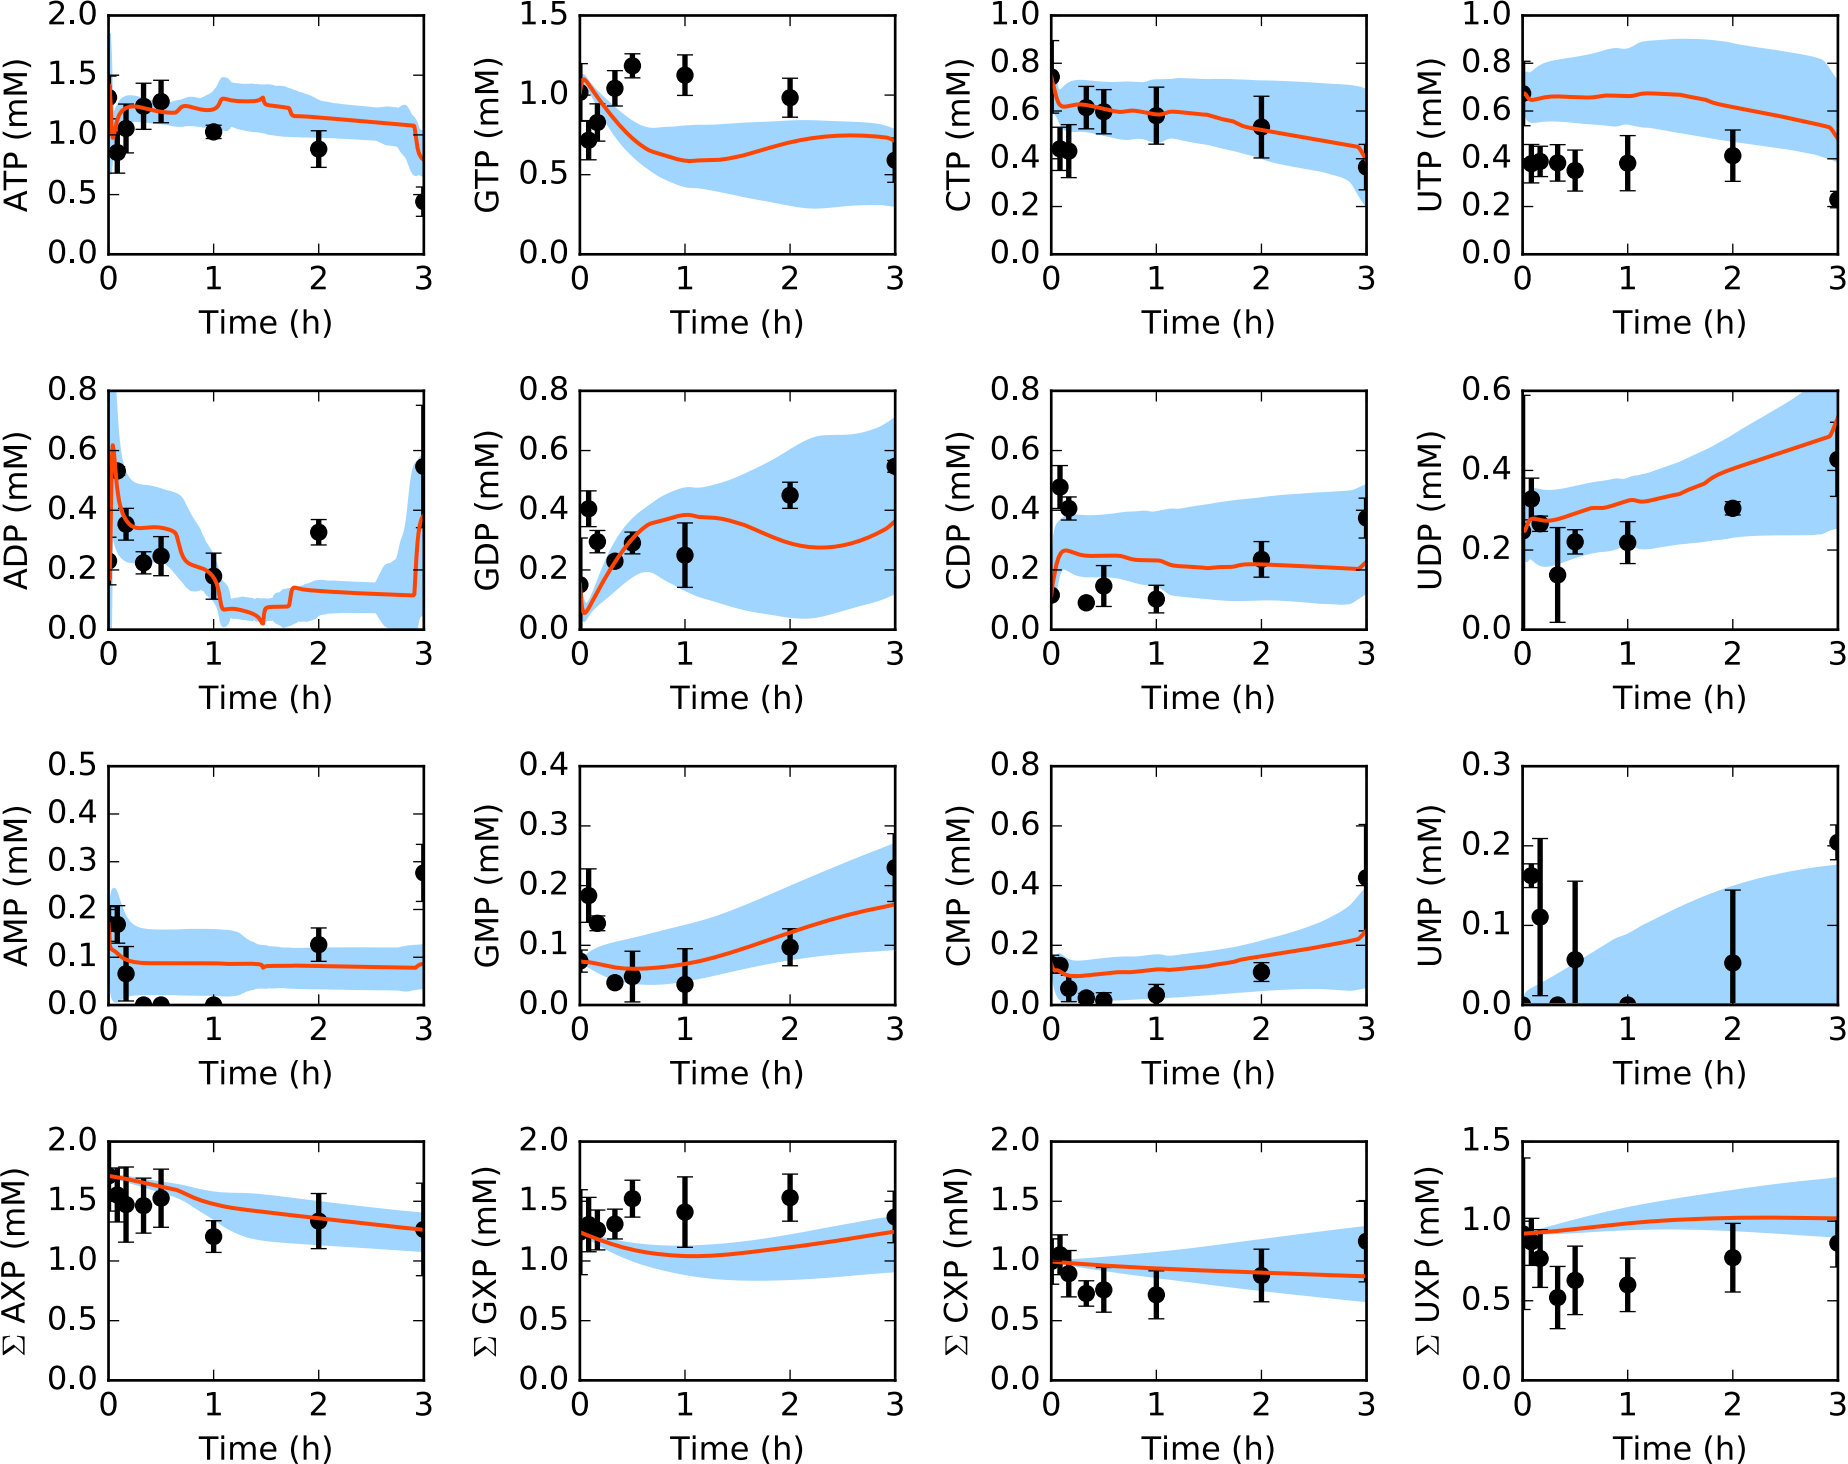 ATP (mM)
2.0
1.5
1.0
0.5
0.0
0 1 2 3
Time (h)
GTP (mM)
1.5
1.0
0.5
0.0
0 1 2 3
Time (h)
CTP (mM)
1.0
0.8
0.6
0.4
0.2
0.0
0 1 2 3
Time (h)
UTP (mM)
1.0
0.8
0.6
0.4
0.2
0.0
0 1 2 3
Time (h)
ADP (mM)
0.8
0.6
0.4
0.2
0.0
0 1 2 3
Time (h)
GDP (mM)
0.8
0.6
0.4
0.2
0.0
0 1 2 3
Time (h)
CDP (mM)
0.8
0.6
0.4
0.2
0.0
0 1 2 3
Time (h)
UDP (mM)
0.6
0.4
0.2
0.0
0 1 2 3
Time (h)
AMP (mM)
0.5
0.4
0.3
0.2
0.1
0.0
0 1 2 3
Time (h)
GMP (mM)
0.4
0.3
0.2
0.1
0.0
0 1 2 3
Time (h)
CMP (mM)
0.8
0.6
0.4
0.2
0.0
0 1 2 3
Time (h)
UMP (mM)
0.3
0.2
0.1
0.0
0 1 2 3
Time (h)
Σ AXP (mM)
2.0
1.5
1.0
0.5
0.0
0 1 2 3
Time (h)
Σ GXP (mM)
2.0
1.5
1.0
0.5
0.0
0 1 2 3
Time (h)
Σ CXP (mM)
2.0
1.5
1.0
0.5
0.0
0 1 2 3
Time (h)
Σ UXP (mM)
1.5
1.0
0.5
0.0
0 1 2 3
Time (h)